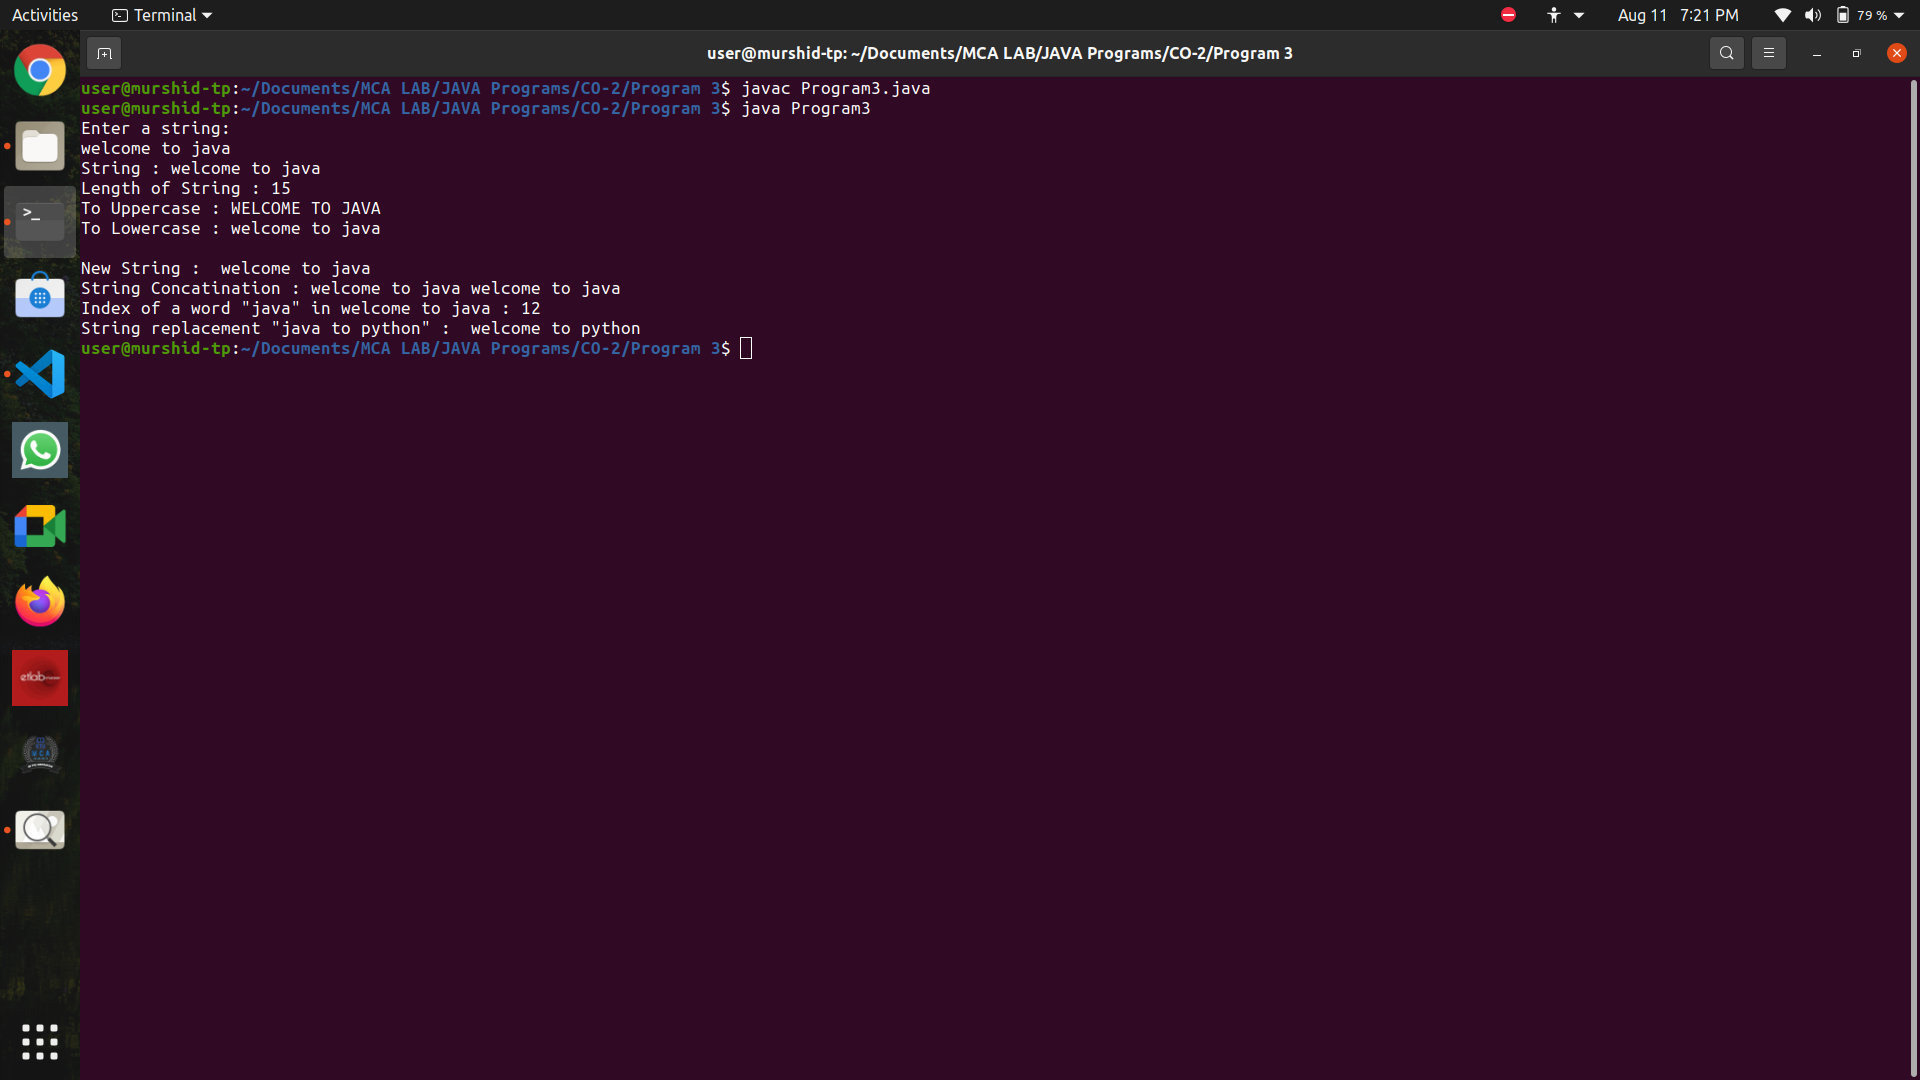 Activities Terminal Aug 11 7:21 PM 79 %
user@murshid-tp: ~/Documents/MCA LAB/JAVA Programs/CO-2/Program 3
user@murshid-tp:~/Documents/MCA LAB/JAVA Programs/CO-2/Program 3$ javac Program3.java
user@murshid-tp:~/Documents/MCA LAB/JAVA Programs/CO-2/Program 3$ java Program3
Enter a string:
welcome to java
String : welcome to java
Length of String : 15
To Uppercase : WELCOME TO JAVA
To Lowercase : welcome to java
New String :  welcome to java
String Concatination : welcome to java welcome to java
Index of a word "java" in welcome to java : 12
String replacement "java to python" :  welcome to python
user@murshid-tp:~/Documents/MCA LAB/JAVA Programs/CO-2/Program 3$
>_
etlab
MCA